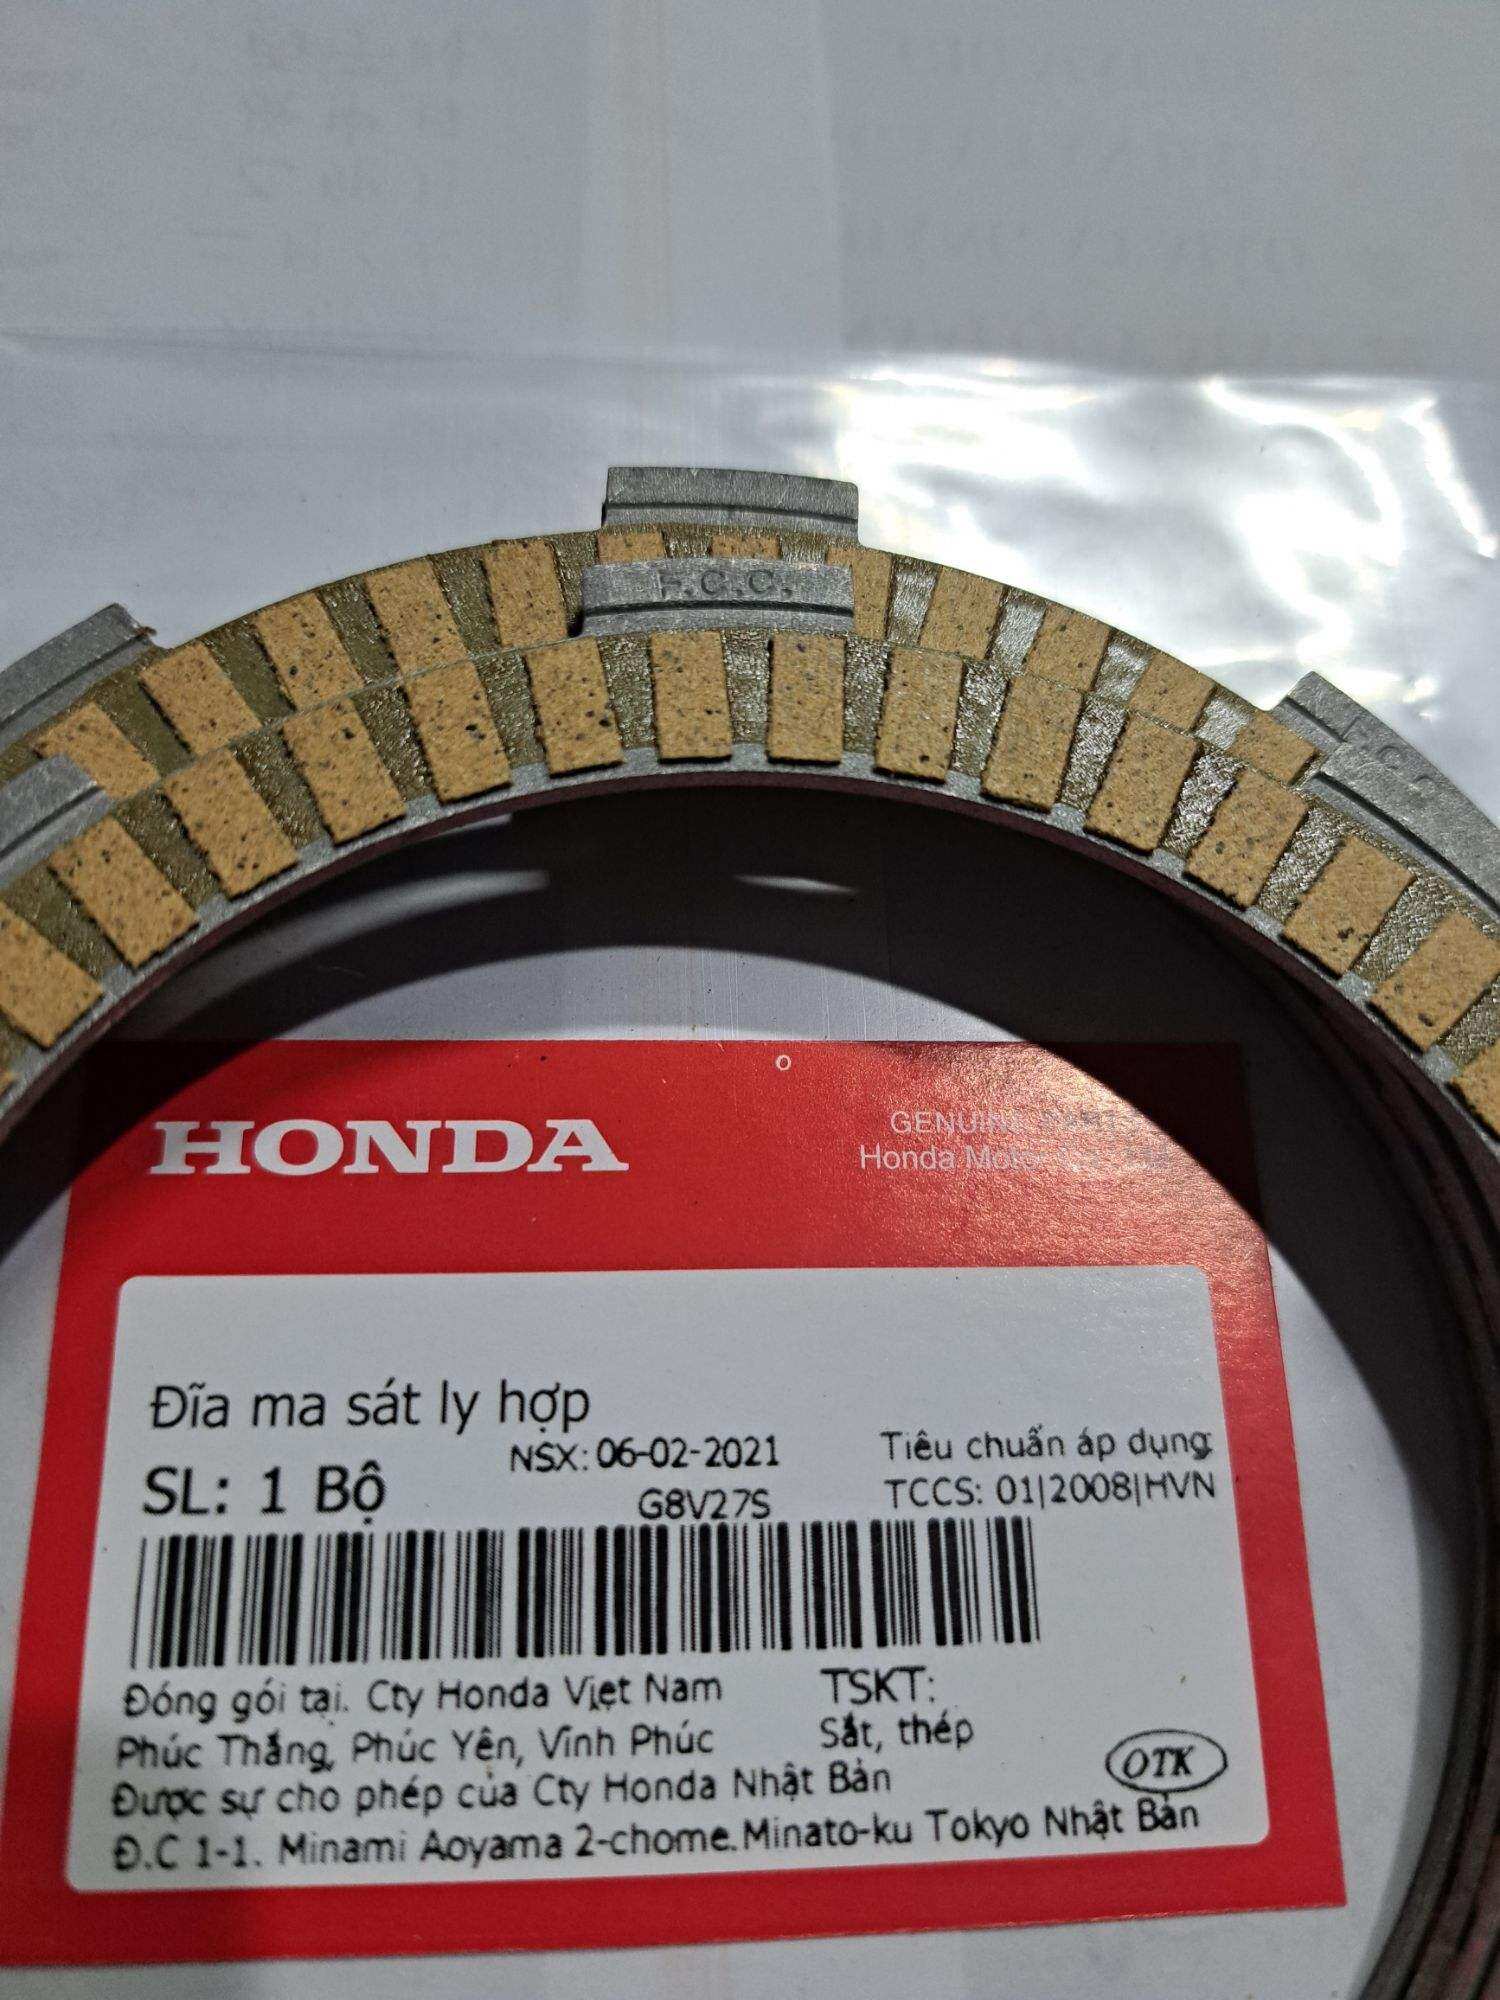 F.C.C.
F.C.C.
HONDA
GENUINE
Honda Motor
Đĩa ma sát ly hợp
NSX: 06-02-2021
Tiêu chuẩn áp dụng:
SL: 1 Bộ
G8V27S
TCCS: 01|2008|HVN
Đóng gói tại. Cty Honda Việt Nam
TSKT:
Phúc Thắng, Phúc Yên, Vĩnh Phúc
Sắt, thép
Được sự cho phép của Cty Honda Nhật Bản
OTK
Đ.C 1-1. Minami Aoyama 2-chome.Minato-ku Tokyo Nhật Bản